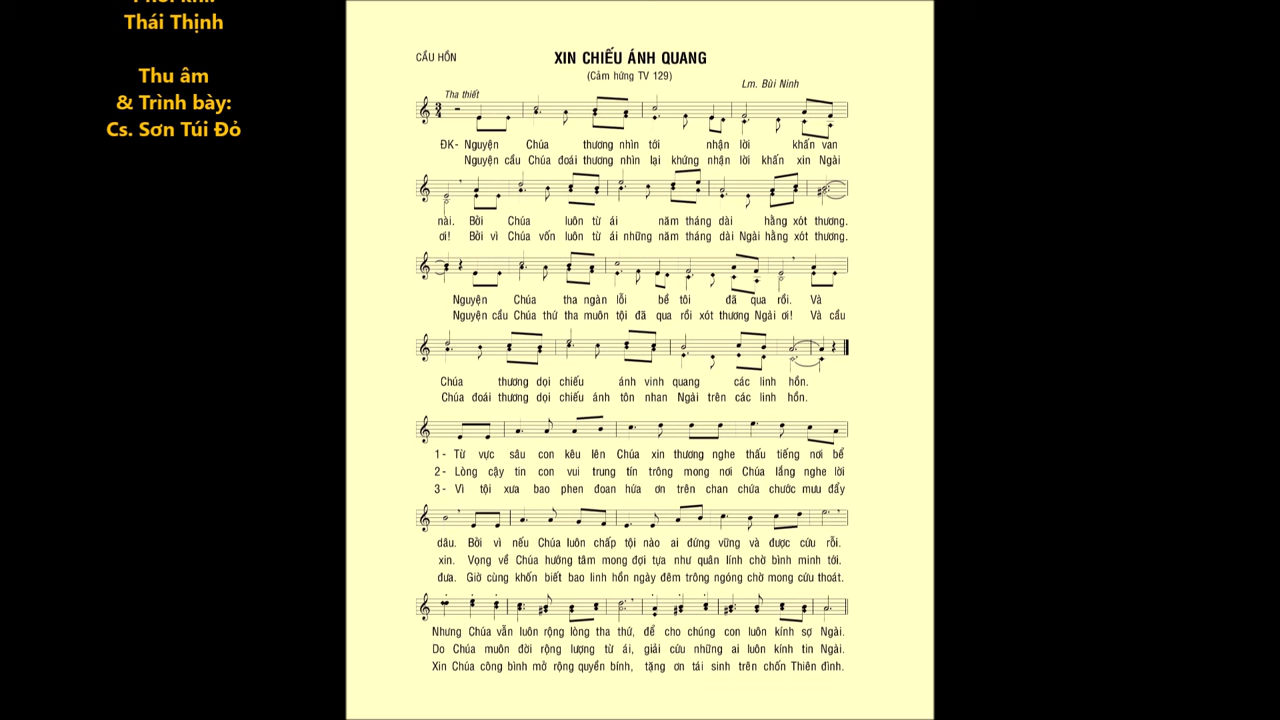 Thái Thịnh
Thu âm
& Trình bày:
Cs. Sơn Túi Đỏ
CẦU HỒN
XIN CHIẾU ÁNH QUANG
(Cảm hứng TV 129)
Lm. Bùi Ninh
Tha thiết
ĐK- Nguyện Chúa thương nhìn tới nhận lời khấn van
Nguyện cầu Chúa đoái thương nhìn lại khứng nhận lời khấn xin Ngài
nài. Bởi Chúa luôn từ ái năm tháng dài hằng xót thương.
ơi! Bởi vì Chúa vốn luôn từ ái những năm tháng dài Ngài hằng xót thương.
Nguyện Chúa tha ngàn lỗi bề tôi đã qua rồi. Và
Nguyện cầu Chúa thứ tha muôn tội đã qua rồi xót thương Ngài ơi! Và cầu
Chúa thương dọi chiếu ánh vinh quang các linh hồn.
Chúa đoái thương dọi chiếu ánh tôn nhan Ngài trên các linh hồn.
1- Từ vực sâu con kêu lên Chúa xin thương nghe thấu tiếng nơi bể
2- Lòng cậy tin con vui trung tín trông mong nơi Chúa lắng nghe lời
3- Vì tội xưa bao phen đoan hứa ơn trên chan chứa chước mưu đẩy
dâu. Bởi vì nếu Chúa luôn chấp tội nào ai đứng vững và được cứu rỗi.
xin. Vọng về Chúa hướng tâm mong đợi tựa như quân lính chờ bình minh tới.
đưa. Giờ cùng khốn biết bao linh hồn ngày đêm trông ngóng chờ mong cứu thoát.
Nhưng Chúa vẫn luôn rộng lòng tha thứ, để cho chúng con luôn kính sợ Ngài.
Do Chúa muôn đời rộng lượng từ ái, giải cứu những ai luôn kính tin Ngài.
Xin Chúa công bình mở rộng quyền bính, tặng ơn tái sinh trên chốn Thiên đình.